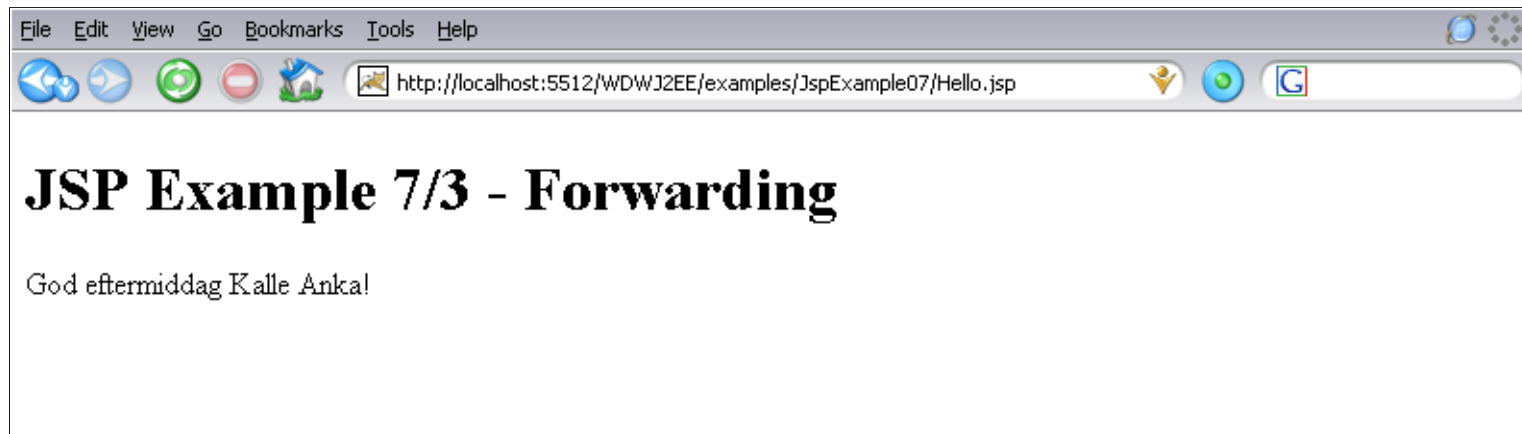 File Edit View Go Bookmarks Tools Help
http://localhost:5512/WDWJ2EE/examples/JspExample07/Hello.jsp
G
JSP Example 7/3 - Forwarding
God eftermiddag Kalle Anka!